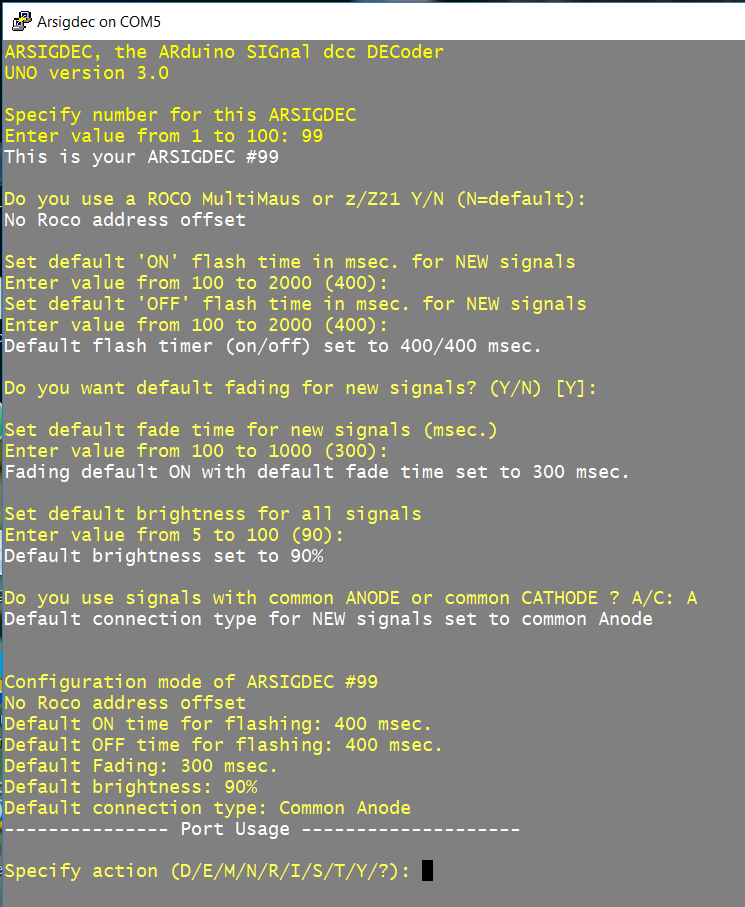 Arsigdec on COM5
ARSIGDEC, the ARduino SIGnal dcc DECoder
UNO version 3.0
Specify number for this ARSIGDEC
Enter value from 1 to 100: 99
This is your ARSIGDEC #99
Do you use a ROCO MultiMaus or z/Z21 Y/N (N=default):
No Roco address offset
Set default 'ON' flash time in msec. for NEW signals
Enter value from 100 to 2000 (400):
Set default 'OFF' flash time in msec. for NEW signals
Enter value from 100 to 2000 (400):
Default flash timer (on/off) set to 400/400 msec.
Do you want default fading for new signals? (Y/N) [Y]:
Set default fade time for new signals (msec.)
Enter value from 100 to 1000 (300):
Fading default ON with default fade time set to 300 msec.
Set default brightness for all signals
Enter value from 5 to 100 (90):
Default brightness set to 90%
Do you use signals with common ANODE or common CATHODE ? A/C: A
Default connection type for NEW signals set to common Anode
Configuration mode of ARSIGDEC #99
No Roco address offset
Default ON time for flashing: 400 msec.
Default OFF time for flashing: 400 msec.
Default Fading: 300 msec.
Default brightness: 90%
Default connection type: Common Anode
--------------- Port Usage --------------------
Specify action (D/E/M/N/R/I/S/T/Y/?):